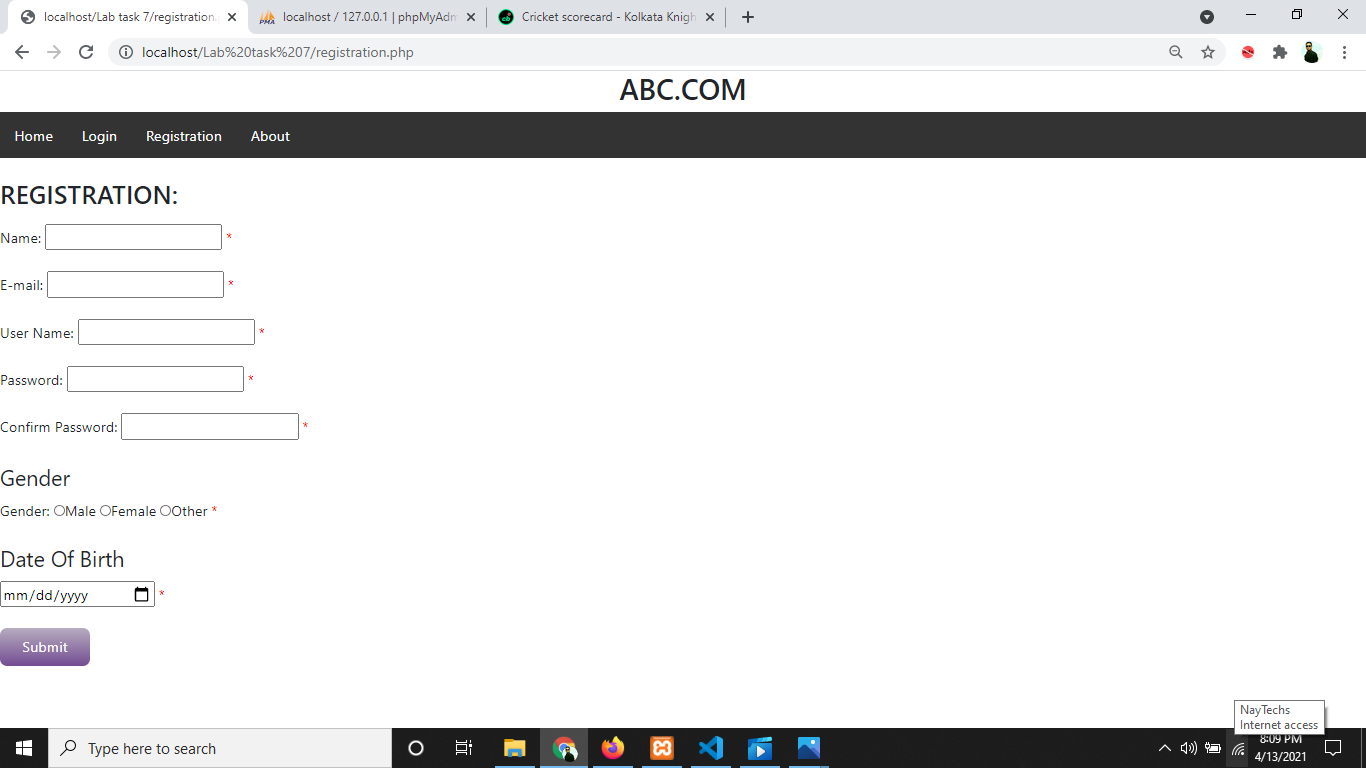 localhost/Lab task 7/registration.
localhost / 127.0.0.1 | phpMyAdm
Cricket scorecard - Kolkata Knigh
localhost/Lab%20task%207/registration.php
ABC.COM
Home Login Registration About
REGISTRATION:
Name: *
E-mail: *
User Name: *
Password: *
Confirm Password: *
Gender
Gender: Male Female Other *
Date Of Birth
mm/dd/yyyy *
Submit
NayTechs
Internet access
Type here to search
8:09 PM
4/13/2021